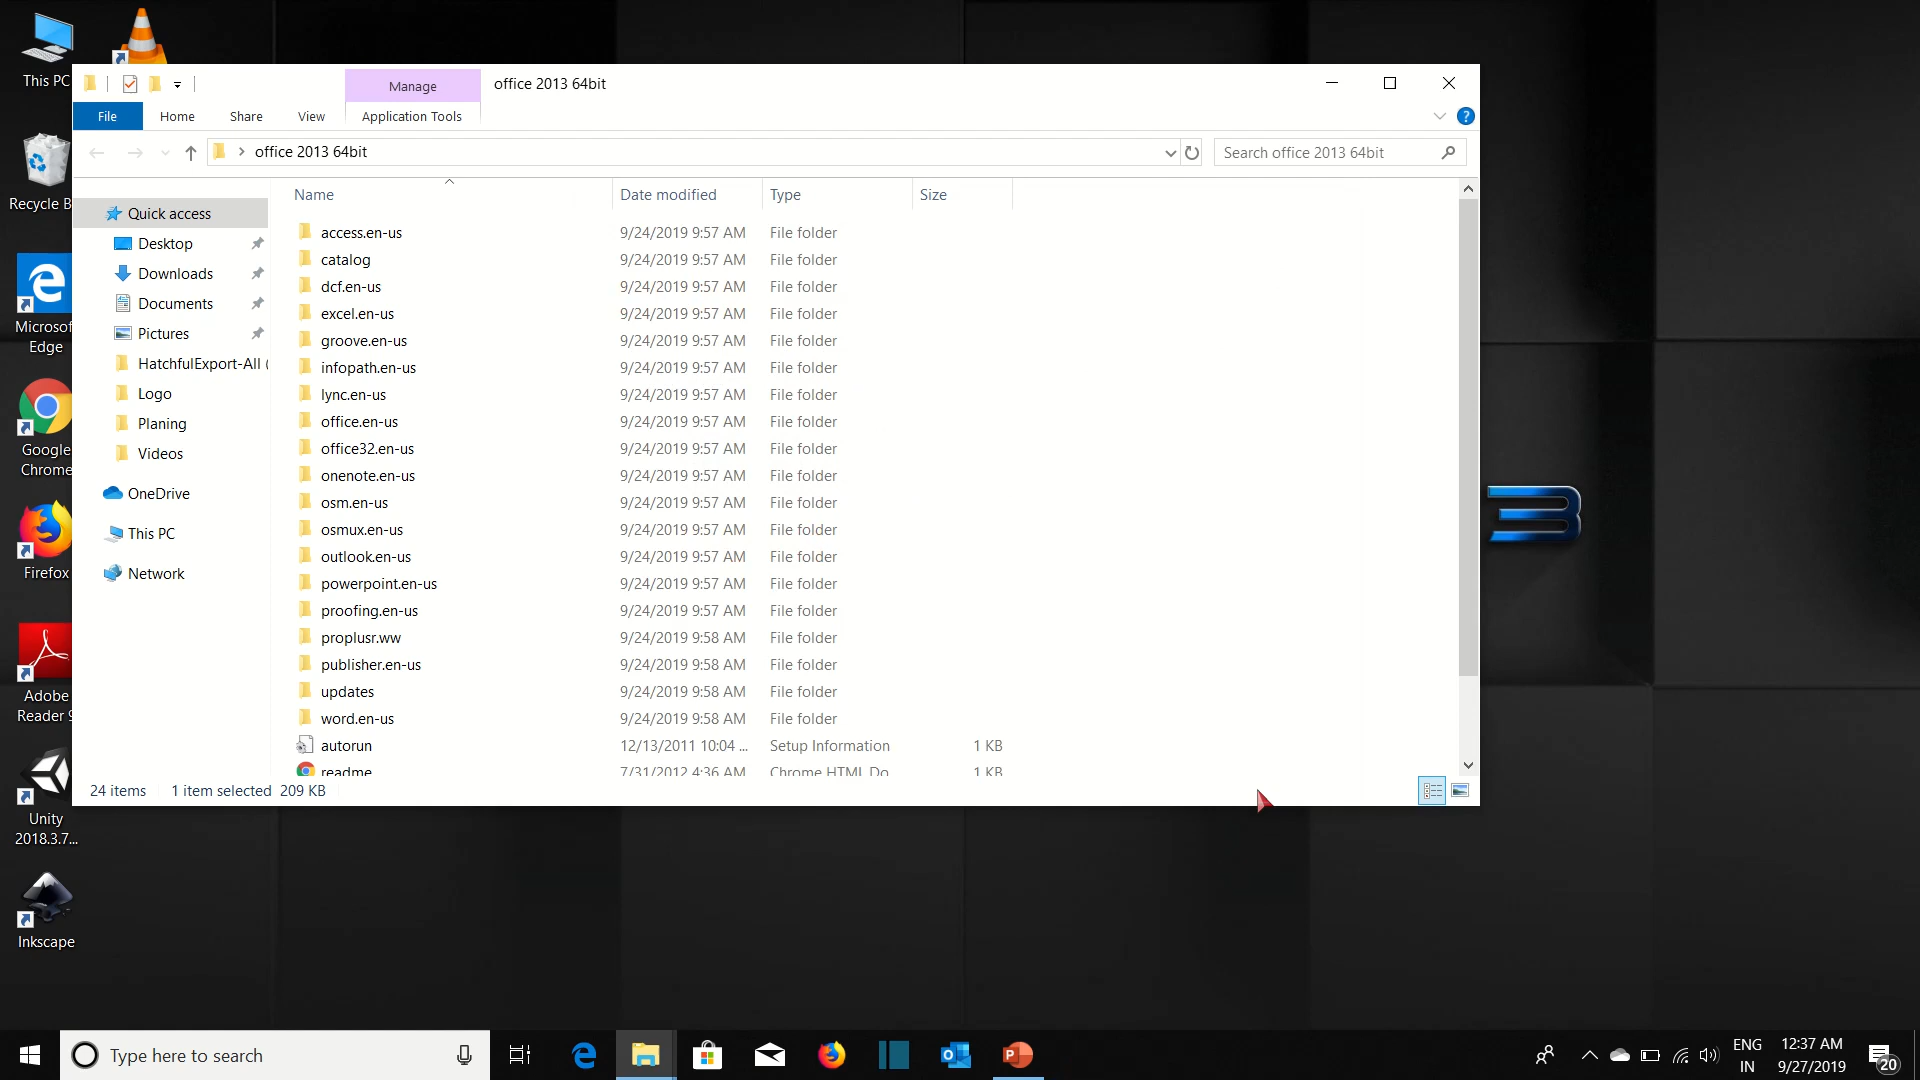 This PC
Manage
office 2013 64bit
File
Home
Share
View
Application Tools
?
office 2013 64bit
Search office 2013 64bit
Name
Date modified
Type
Size
Quick access
Desktop
Downloads
Documents
Pictures
HatchfulExport-All (
Logo
Planing
Videos
OneDrive
This PC
Network
access.en-us 9/24/2019 9:57 AM File folder
catalog 9/24/2019 9:57 AM File folder
dcf.en-us 9/24/2019 9:57 AM File folder
excel.en-us 9/24/2019 9:57 AM File folder
groove.en-us 9/24/2019 9:57 AM File folder
infopath.en-us 9/24/2019 9:57 AM File folder
lync.en-us 9/24/2019 9:57 AM File folder
office.en-us 9/24/2019 9:57 AM File folder
office32.en-us 9/24/2019 9:57 AM File folder
onenote.en-us 9/24/2019 9:57 AM File folder
osm.en-us 9/24/2019 9:57 AM File folder
osmux.en-us 9/24/2019 9:57 AM File folder
outlook.en-us 9/24/2019 9:57 AM File folder
powerpoint.en-us 9/24/2019 9:57 AM File folder
proofing.en-us 9/24/2019 9:57 AM File folder
proplusr.ww 9/24/2019 9:58 AM File folder
publisher.en-us 9/24/2019 9:58 AM File folder
updates 9/24/2019 9:58 AM File folder
word.en-us 9/24/2019 9:58 AM File folder
autorun 12/13/2011 10:04 ... Setup Information 1 KB
readme 7/31/2012 4:36 AM Chrome HTML Do 1 KB
24 items 1 item selected 209 KB
Recycle B
Microsof
Edge
Google
Chrome
Firefox
Adobe
Reader 9
Unity
2018.3.7...
Inkscape
3
Type here to search
ENG
IN
12:37 AM
9/27/2019
20